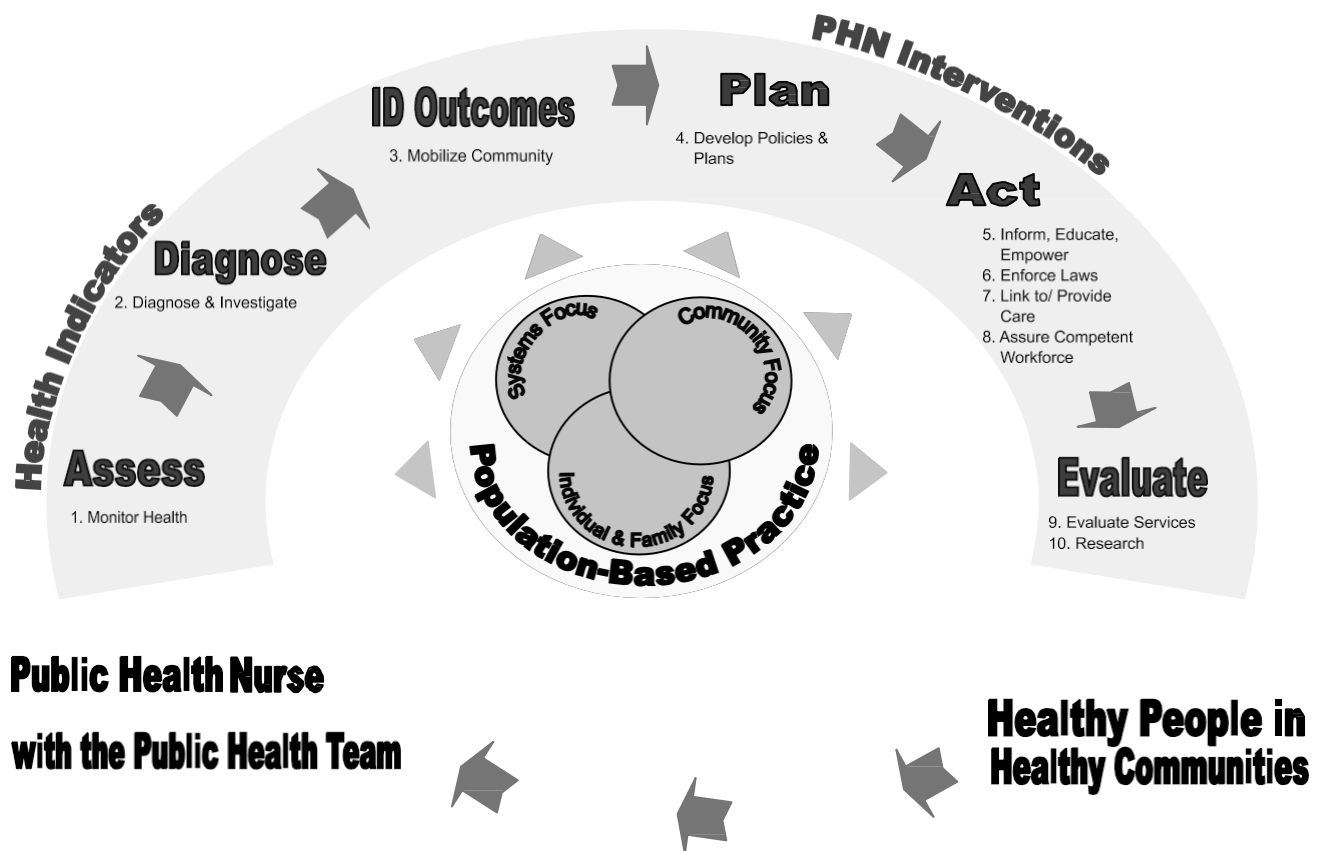 Health Indicators
PHN Interventions
Assess
1. Monitor Health
Diagnose
2. Diagnose & Investigate
ID Outcomes
3. Mobilize Community
Plan
4. Develop Policies &
Plans
Act
5. Inform, Educate,
Empower
6. Enforce Laws
7. Link to/ Provide
Care
8. Assure Competent
Workforce
Evaluate
9. Evaluate Services
10. Research
Systems Focus
Community Focus
Individual & Family Focus
Population-Based Practice
Public Health Nurse
with the Public Health Team
Healthy People in
Healthy Communities